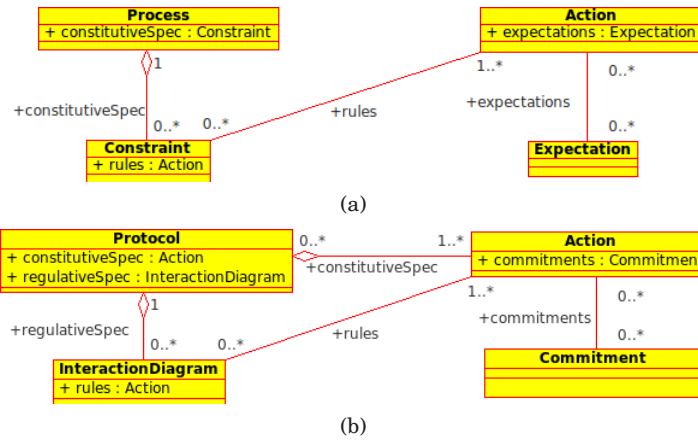 Process
+ constitutiveSpec : Constraint
Action
+ expectations : Expectation
1
1..*
0..*
+constitutiveSpec
+rules
+expectations
0..*
0..*
0..*
Constraint
+ rules : Action
Expectation
(a)
Protocol
+ constitutiveSpec : Action
+ regulativeSpec : InteractionDiagram
0..*
1..*
+constitutiveSpec
Action
+ commitments : Commitmen
1
1..*
0..*
+regulativeSpec
+rules
+commitments
0..*
0..*
0..*
InteractionDiagram
+ rules : Action
Commitment
(b)